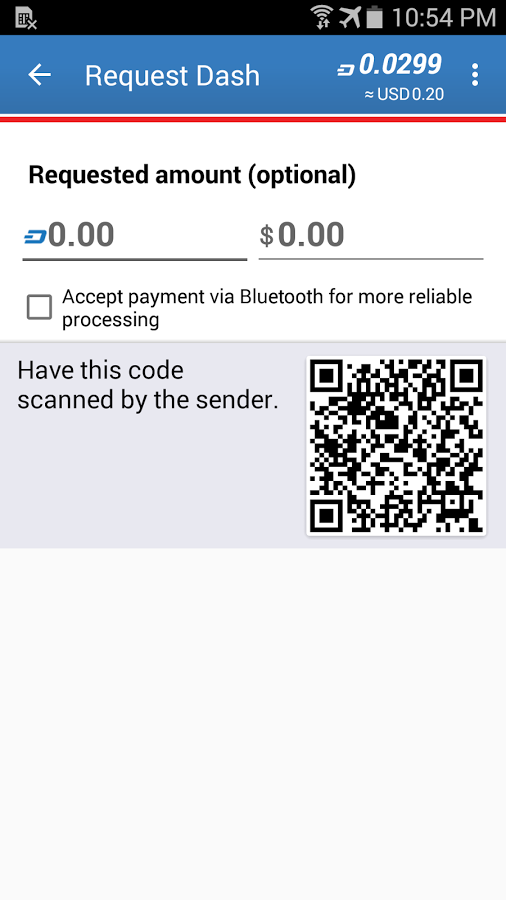 10:54 PM
Request Dash
0.0299
≈ USD 0.20
Requested amount (optional)
0.00
$ 0.00
Accept payment via Bluetooth for more reliable
processing
Have this code
scanned by the sender.